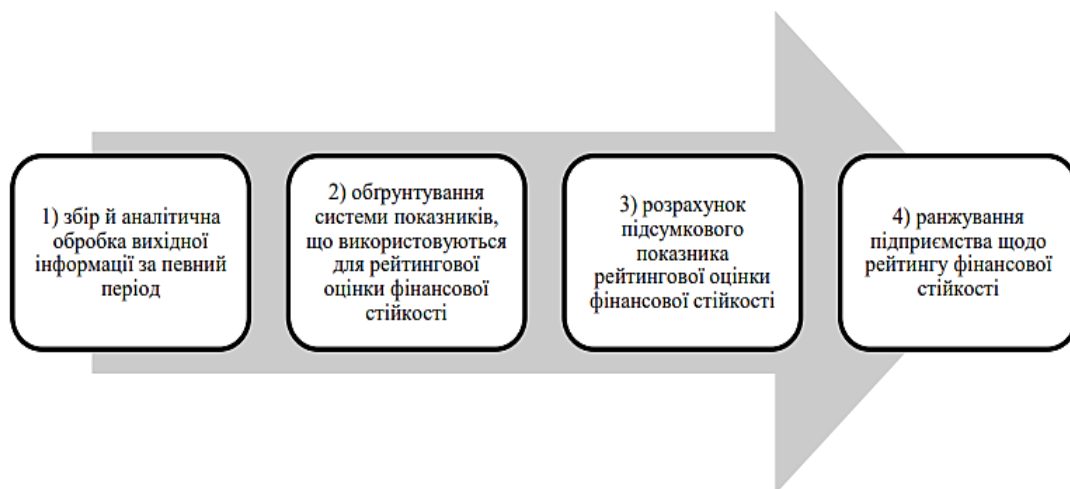 1) збір й аналітична
обробка вихідної
інформації за певний
період
2) обґрунтування
системи показників,
що використовуються
для рейтингової
оцінки фінансової
стійкості
3) розрахунок
підсумкового
показника
рейтингової оцінки
фінансової стійкості
4) ранжування
підприємства щодо
рейтингу фінансової
стійкості